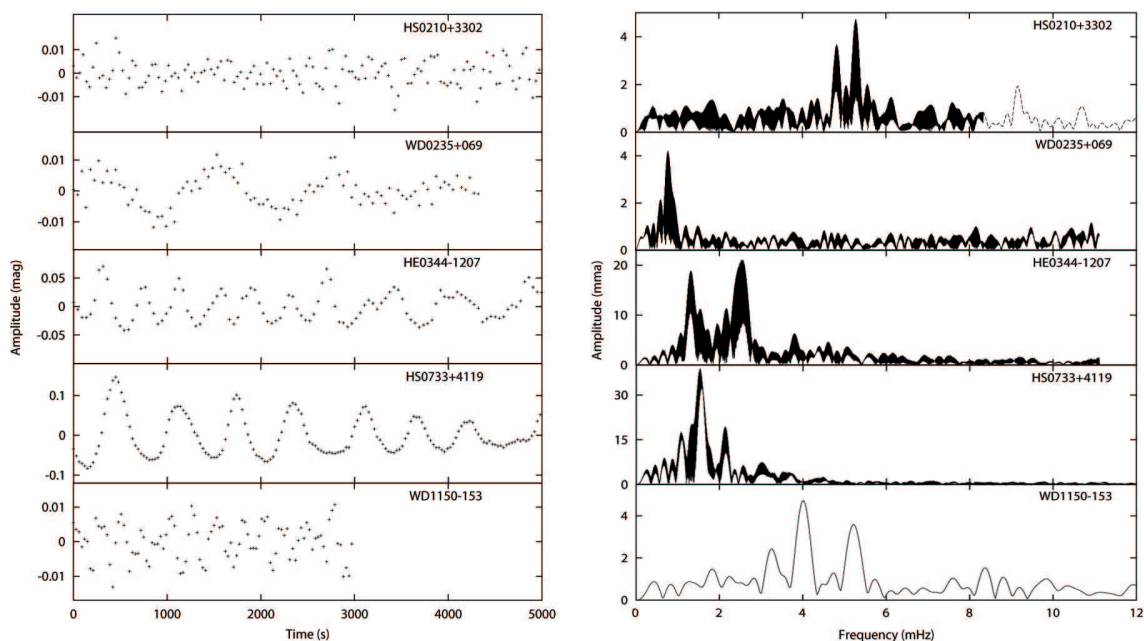 HS0210+3302
0.01
0
-0.01
WD0235+069
0.01
0
-0.01
HE0344-1207
0.05
0
-0.05
HS0733+4119
0.1
0
-0.1
WD1150-153
0.01
0
-0.01
0 1000 2000 3000 4000 5000
Time (s)
Amplitude (mag)
HS0210+3302
4
2
0
WD0235+069
4
2
0
HE0344-1207
20
10
0
HS0733+4119
30
15
0
WD1150-153
4
2
0
0 2 4 6 8 10 12
Frequency (mHz)
Amplitude (mma)